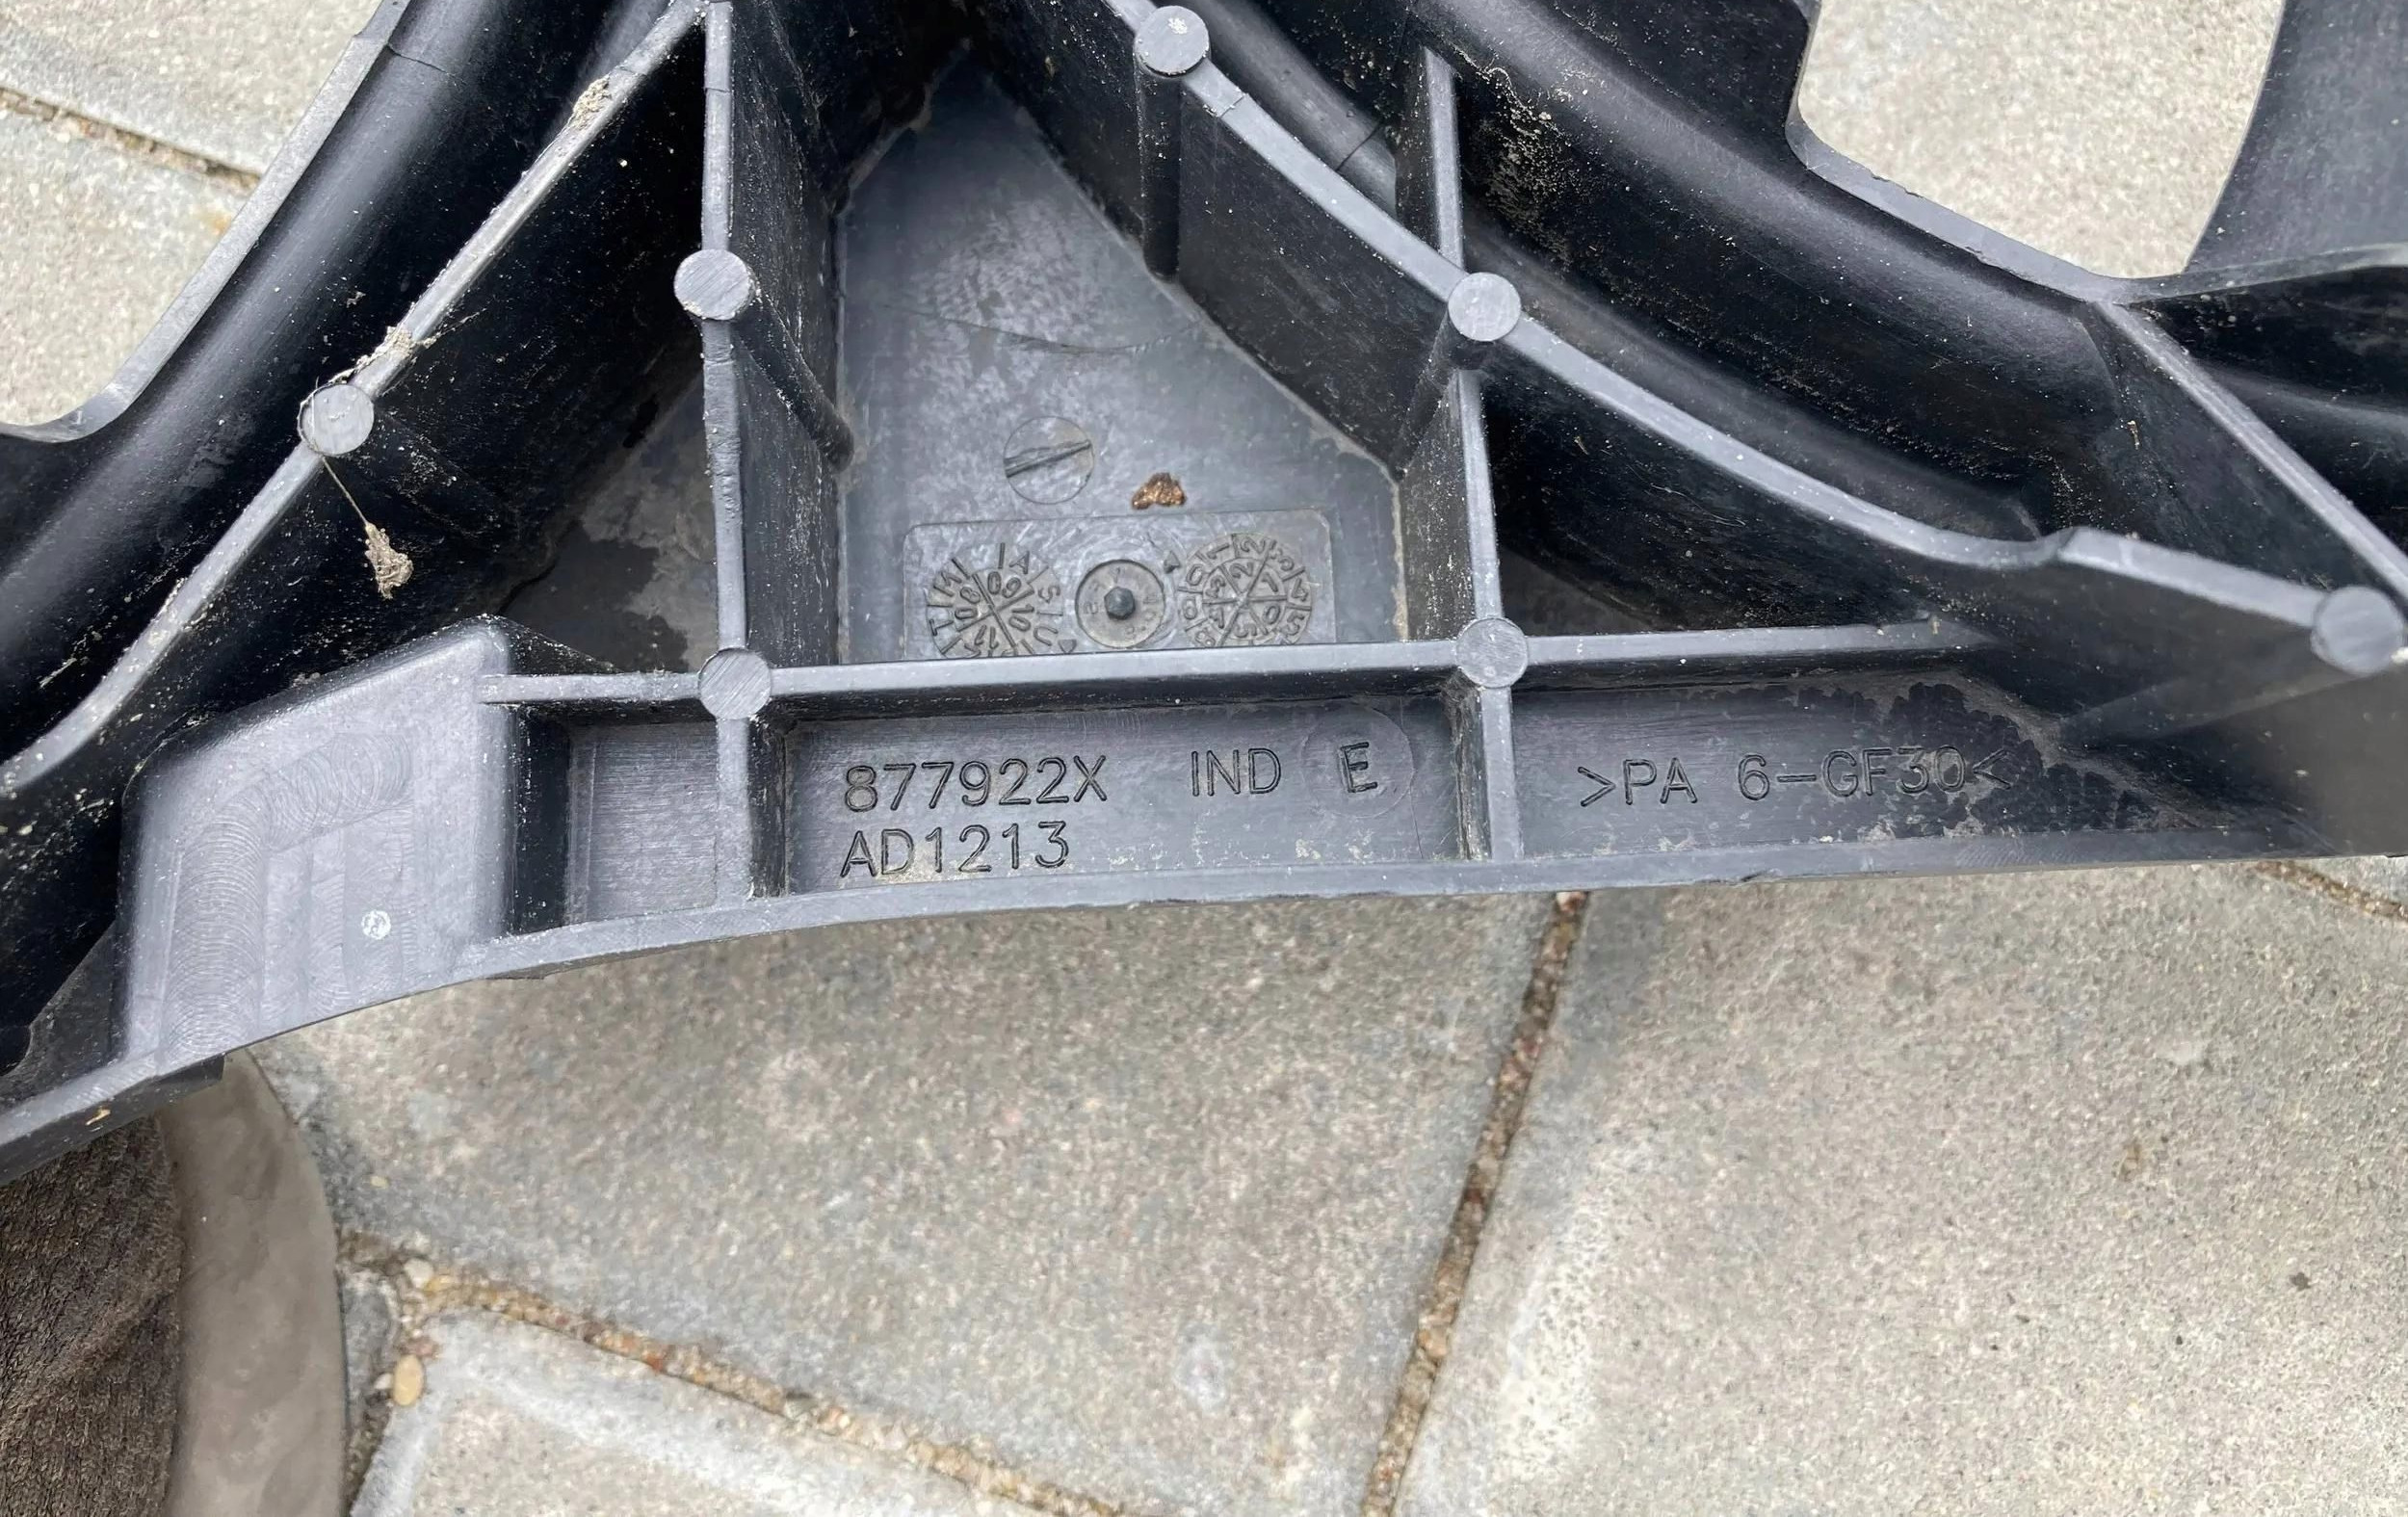 877922X IND E
AD1213
>PA 6-GF30<